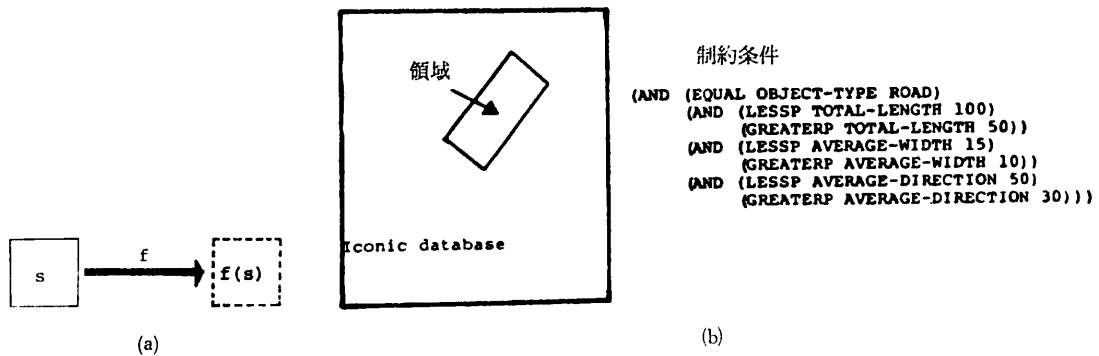 s
f
f(s)
(a)
領域
Iconic database
制約条件
(AND (EQUAL OBJECT-TYPE ROAD)
(AND (LESSP TOTAL-LENGTH 100)
(GREATERP TOTAL-LENGTH 50))
(AND (LESSP AVERAGE-WIDTH 15)
(GREATERP AVERAGE-WIDTH 10))
(AND (LESSP AVERAGE-DIRECTION 50)
(GREATERP AVERAGE-DIRECTION 30)))
(b)